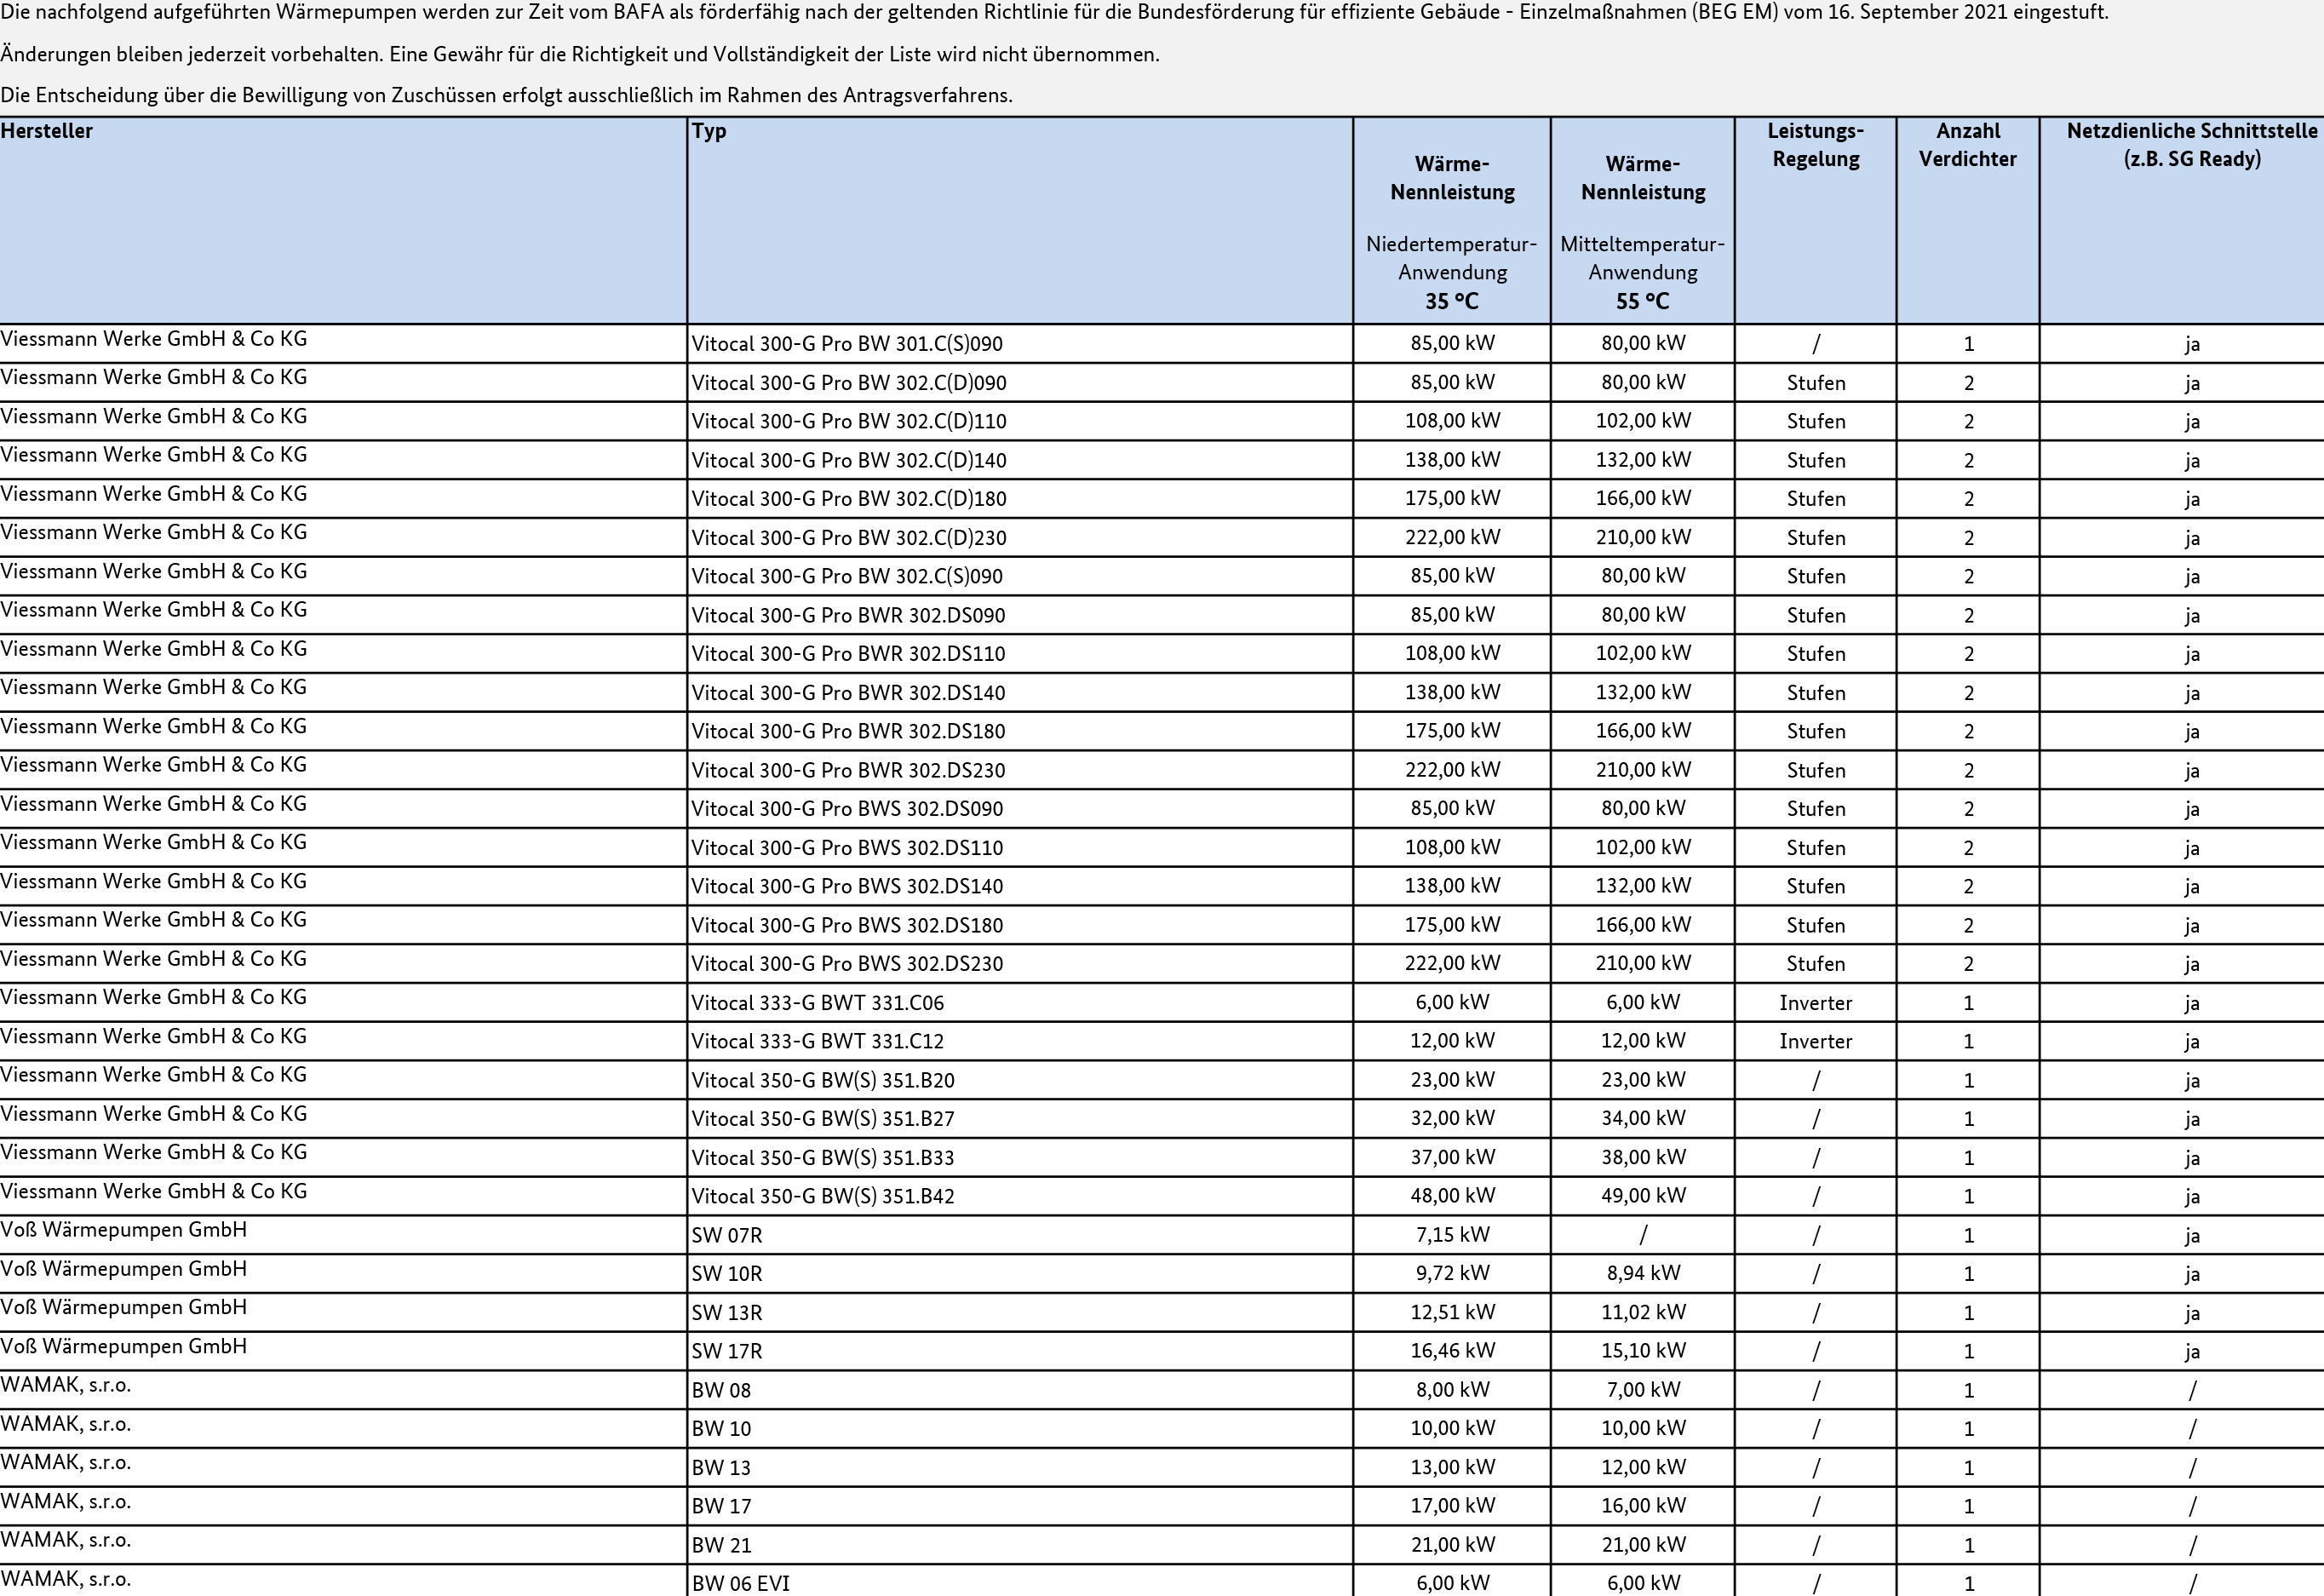 Die nachfolgend aufgeführten Wärmepumpen werden zur Zeit vom BAFA als förderfähig nach der geltenden Richtlinie für die Bundesförderung für effiziente Gebäude - Einzelmaßnahmen (BEG EM) vom 16. September 2021 eingestuft.
Änderungen bleiben jederzeit vorbehalten. Eine Gewähr für die Richtigkeit und Vollständigkeit der Liste wird nicht übernommen.
Die Entscheidung über die Bewilligung von Zuschüssen erfolgt ausschließlich im Rahmen des Antragsverfahrens.
Hersteller Typ Wärme-Nennleistung Niedertemperatur-Anwendung 35 °C Wärme-Nennleistung Mitteltemperatur-Anwendung 55 °C Leistungs-Regelung Anzahl Verdichter Netzdienliche Schnittstelle (z.B. SG Ready)
Viessmann Werke GmbH & Co KG Vitocal 300-G Pro BW 301.C(S)090 85,00 kW 80,00 kW / 1 ja
Viessmann Werke GmbH & Co KG Vitocal 300-G Pro BW 302.C(D)090 85,00 kW 80,00 kW Stufen 2 ja
Viessmann Werke GmbH & Co KG Vitocal 300-G Pro BW 302.C(D)110 108,00 kW 102,00 kW Stufen 2 ja
Viessmann Werke GmbH & Co KG Vitocal 300-G Pro BW 302.C(D)140 138,00 kW 132,00 kW Stufen 2 ja
Viessmann Werke GmbH & Co KG Vitocal 300-G Pro BW 302.C(D)180 175,00 kW 166,00 kW Stufen 2 ja
Viessmann Werke GmbH & Co KG Vitocal 300-G Pro BW 302.C(D)230 222,00 kW 210,00 kW Stufen 2 ja
Viessmann Werke GmbH & Co KG Vitocal 300-G Pro BW 302.C(S)090 85,00 kW 80,00 kW Stufen 2 ja
Viessmann Werke GmbH & Co KG Vitocal 300-G Pro BWR 302.DS090 85,00 kW 80,00 kW Stufen 2 ja
Viessmann Werke GmbH & Co KG Vitocal 300-G Pro BWR 302.DS110 108,00 kW 102,00 kW Stufen 2 ja
Viessmann Werke GmbH & Co KG Vitocal 300-G Pro BWR 302.DS140 138,00 kW 132,00 kW Stufen 2 ja
Viessmann Werke GmbH & Co KG Vitocal 300-G Pro BWR 302.DS180 175,00 kW 166,00 kW Stufen 2 ja
Viessmann Werke GmbH & Co KG Vitocal 300-G Pro BWR 302.DS230 222,00 kW 210,00 kW Stufen 2 ja
Viessmann Werke GmbH & Co KG Vitocal 300-G Pro BWS 302.DS090 85,00 kW 80,00 kW Stufen 2 ja
Viessmann Werke GmbH & Co KG Vitocal 300-G Pro BWS 302.DS110 108,00 kW 102,00 kW Stufen 2 ja
Viessmann Werke GmbH & Co KG Vitocal 300-G Pro BWS 302.DS140 138,00 kW 132,00 kW Stufen 2 ja
Viessmann Werke GmbH & Co KG Vitocal 300-G Pro BWS 302.DS180 175,00 kW 166,00 kW Stufen 2 ja
Viessmann Werke GmbH & Co KG Vitocal 300-G Pro BWS 302.DS230 222,00 kW 210,00 kW Stufen 2 ja
Viessmann Werke GmbH & Co KG Vitocal 333-G BWT 331.C06 6,00 kW 6,00 kW Inverter 1 ja
Viessmann Werke GmbH & Co KG Vitocal 333-G BWT 331.C12 12,00 kW 12,00 kW Inverter 1 ja
Viessmann Werke GmbH & Co KG Vitocal 350-G BW(S) 351.B20 23,00 kW 23,00 kW / 1 ja
Viessmann Werke GmbH & Co KG Vitocal 350-G BW(S) 351.B27 32,00 kW 34,00 kW / 1 ja
Viessmann Werke GmbH & Co KG Vitocal 350-G BW(S) 351.B33 37,00 kW 38,00 kW / 1 ja
Viessmann Werke GmbH & Co KG Vitocal 350-G BW(S) 351.B42 48,00 kW 49,00 kW / 1 ja
Voß Wärmepumpen GmbH SW 07R 7,15 kW / / 1 ja
Voß Wärmepumpen GmbH SW 10R 9,72 kW 8,94 kW / 1 ja
Voß Wärmepumpen GmbH SW 13R 12,51 kW 11,02 kW / 1 ja
Voß Wärmepumpen GmbH SW 17R 16,46 kW 15,10 kW / 1 ja
WAMAK, s.r.o. BW 08 8,00 kW 7,00 kW / 1 /
WAMAK, s.r.o. BW 10 10,00 kW 10,00 kW / 1 /
WAMAK, s.r.o. BW 13 13,00 kW 12,00 kW / 1 /
WAMAK, s.r.o. BW 17 17,00 kW 16,00 kW / 1 /
WAMAK, s.r.o. BW 21 21,00 kW 21,00 kW / 1 /
WAMAK, s.r.o. BW 06 EVI 6,00 kW 6,00 kW / 1 /